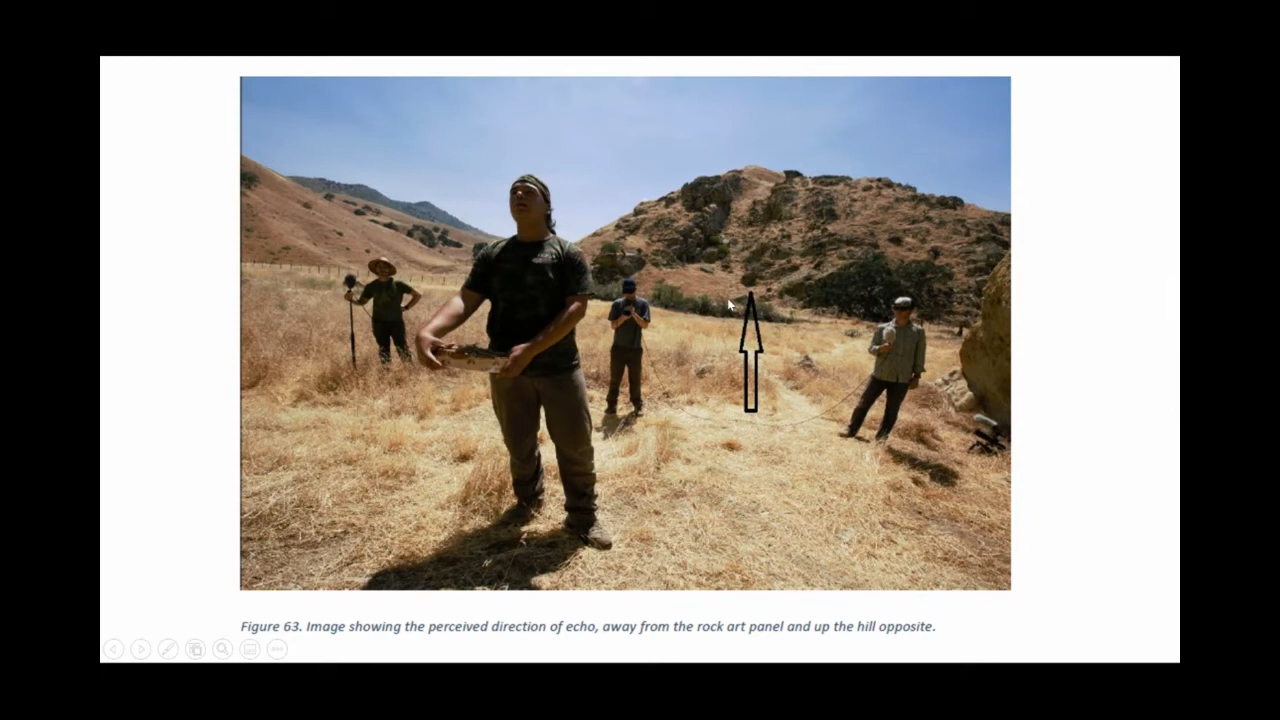 Figure 63. Image showing the perceived direction of echo, away from the rock art panel and up the hill opposite.